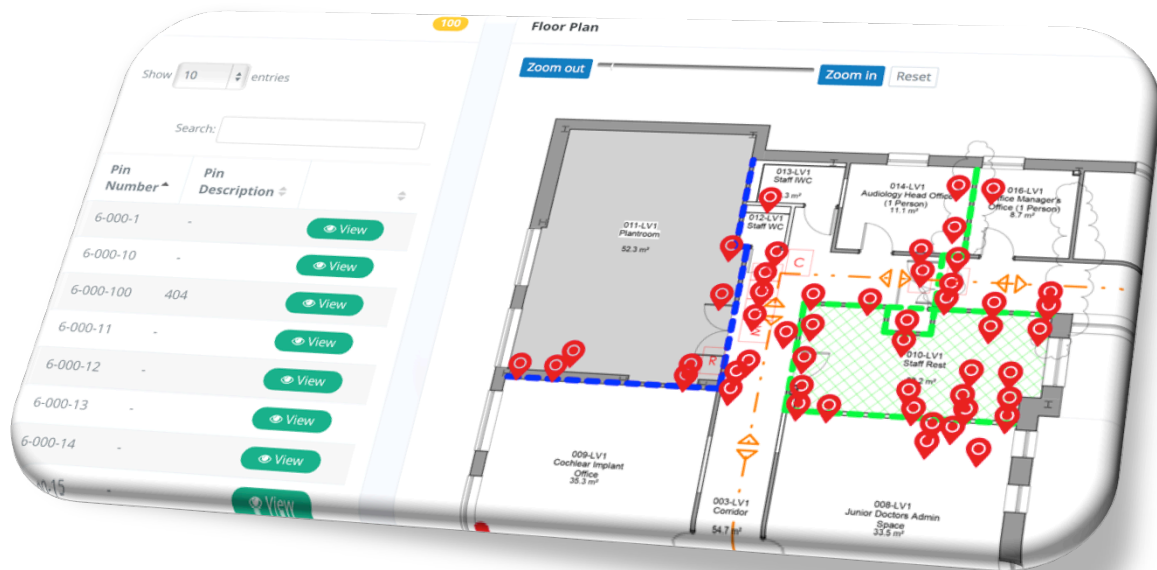 100
Show 10 entries
Search:
Pin Number
Pin Description
6-000-1 - View
6-000-10 - View
6-000-100 404 View
6-000-11 - View
6-000-12 - View
6-000-13 - View
6-000-14 - View
- View
Floor Plan
Zoom out
Zoom in
Reset
011-LV1
Plantroom
52.3 m²
013-LV1
Staff IWC
012-LV1
Staff WC
014-LV1
Audiology Head Office
(1 Person)
11.1 m²
016-LV1
Office Manager's
Office (1 Person)
8.7 m²
C
R
010-LV1
Staff Rest
009-LV1
Cochlear Implant
Office
35.3 m²
003-LV1
Corridor
54.7 m²
008-LV1
Junior Doctors Admin
Space
33.5 m²